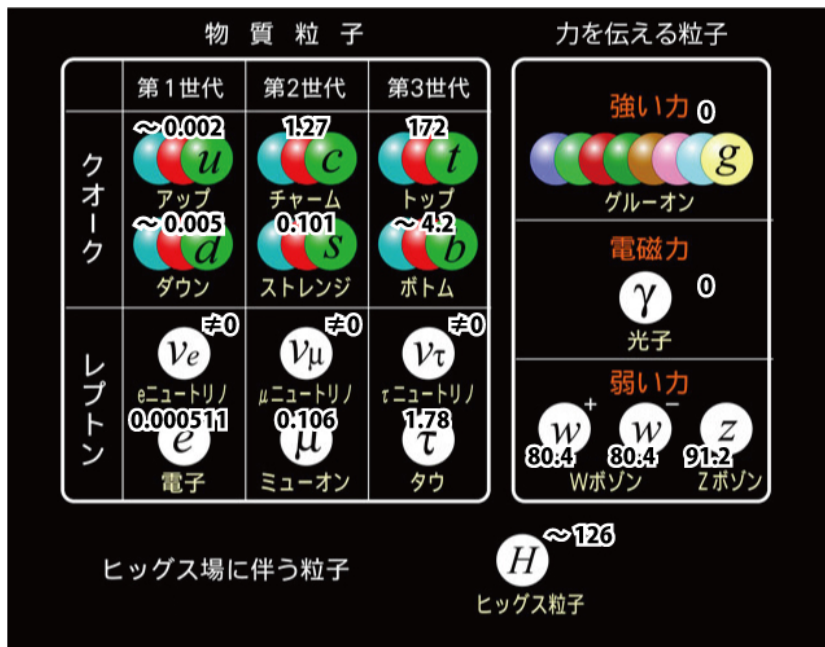 物質粒子
力を伝える粒子
第1世代 第2世代 第3世代
クオーク
~0.002 1.27 172
u c t
アップ チャーム トップ
~0.005 0.101 ~4.2
d s b
ダウン ストレンジ ボトム
レプトン
≠0 ≠0 ≠0
νe νμ ντ
eニュートリノ μニュートリノ τニュートリノ
0.000511 0.106 1.78
e μ τ
電子 ミューオン タウ
強い力 0
g
グルーオン
電磁力
γ 0
光子
弱い力
w+ w− z
80.4 80.4 91.2
Wボゾン Zボゾン
ヒッグス場に伴う粒子
H ~126
ヒッグス粒子